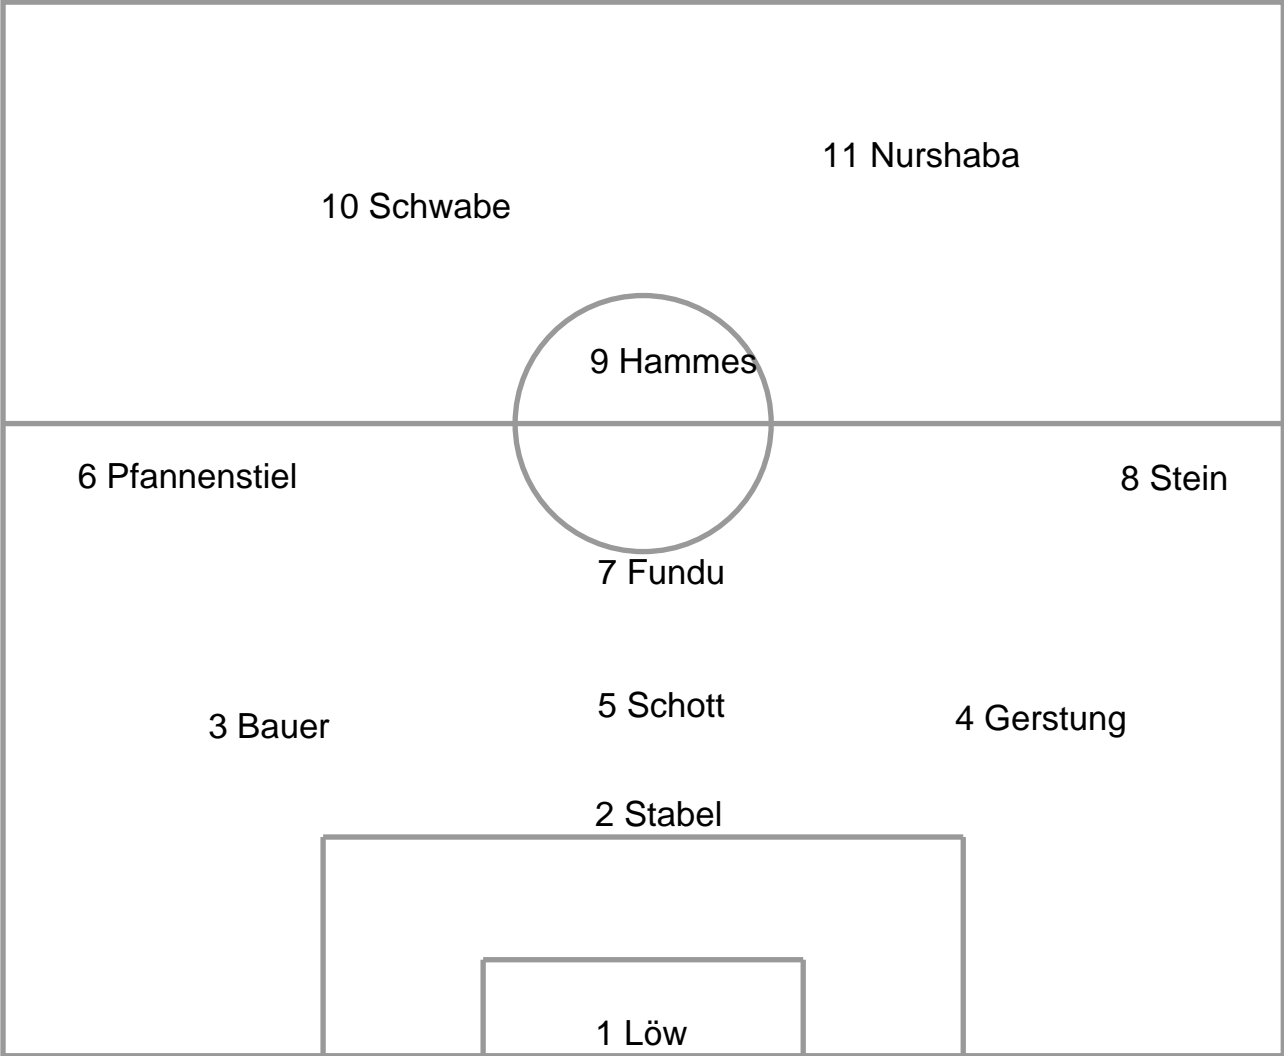 11 Nurshaba
10 Schwabe
9 Hammes
6 Pfannenstiel
8 Stein
7 Fundu
5 Schott
4 Gerstung
3 Bauer
2 Stabel
1 Löw